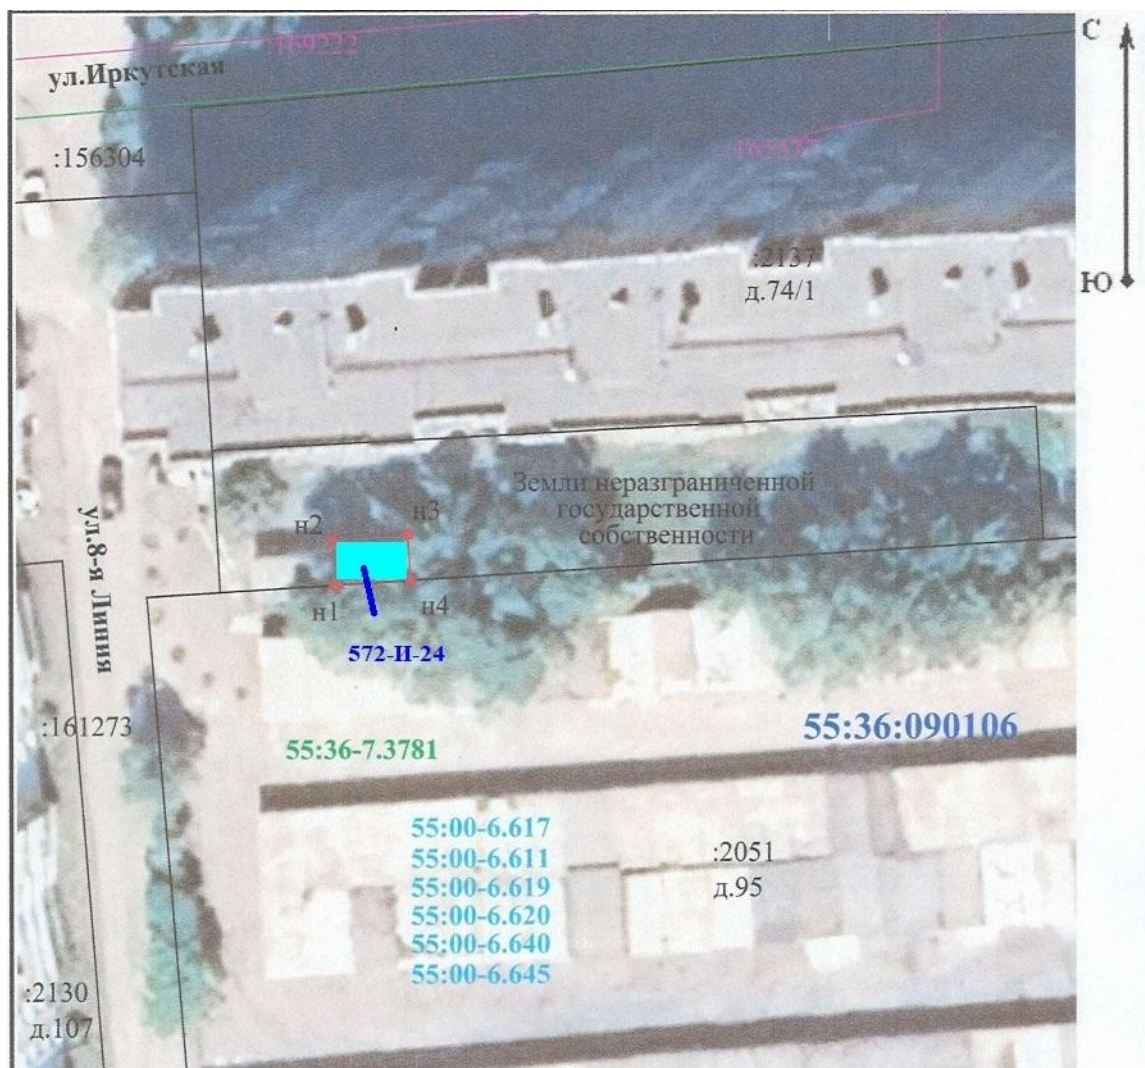 169222
С
ул.Иркутская
:156304
:2137
д.74/1
Ю
Земли неразграниченной
государственной
собственности
н2
н3
н1
н4
572-И-24
ул.8-я Линия
:161273
55:36:090106
55:36-7.3781
55:00-6.617
55:00-6.611
55:00-6.619
55:00-6.620
55:00-6.640
55:00-6.645
:2051
д.95
:2130
д.107